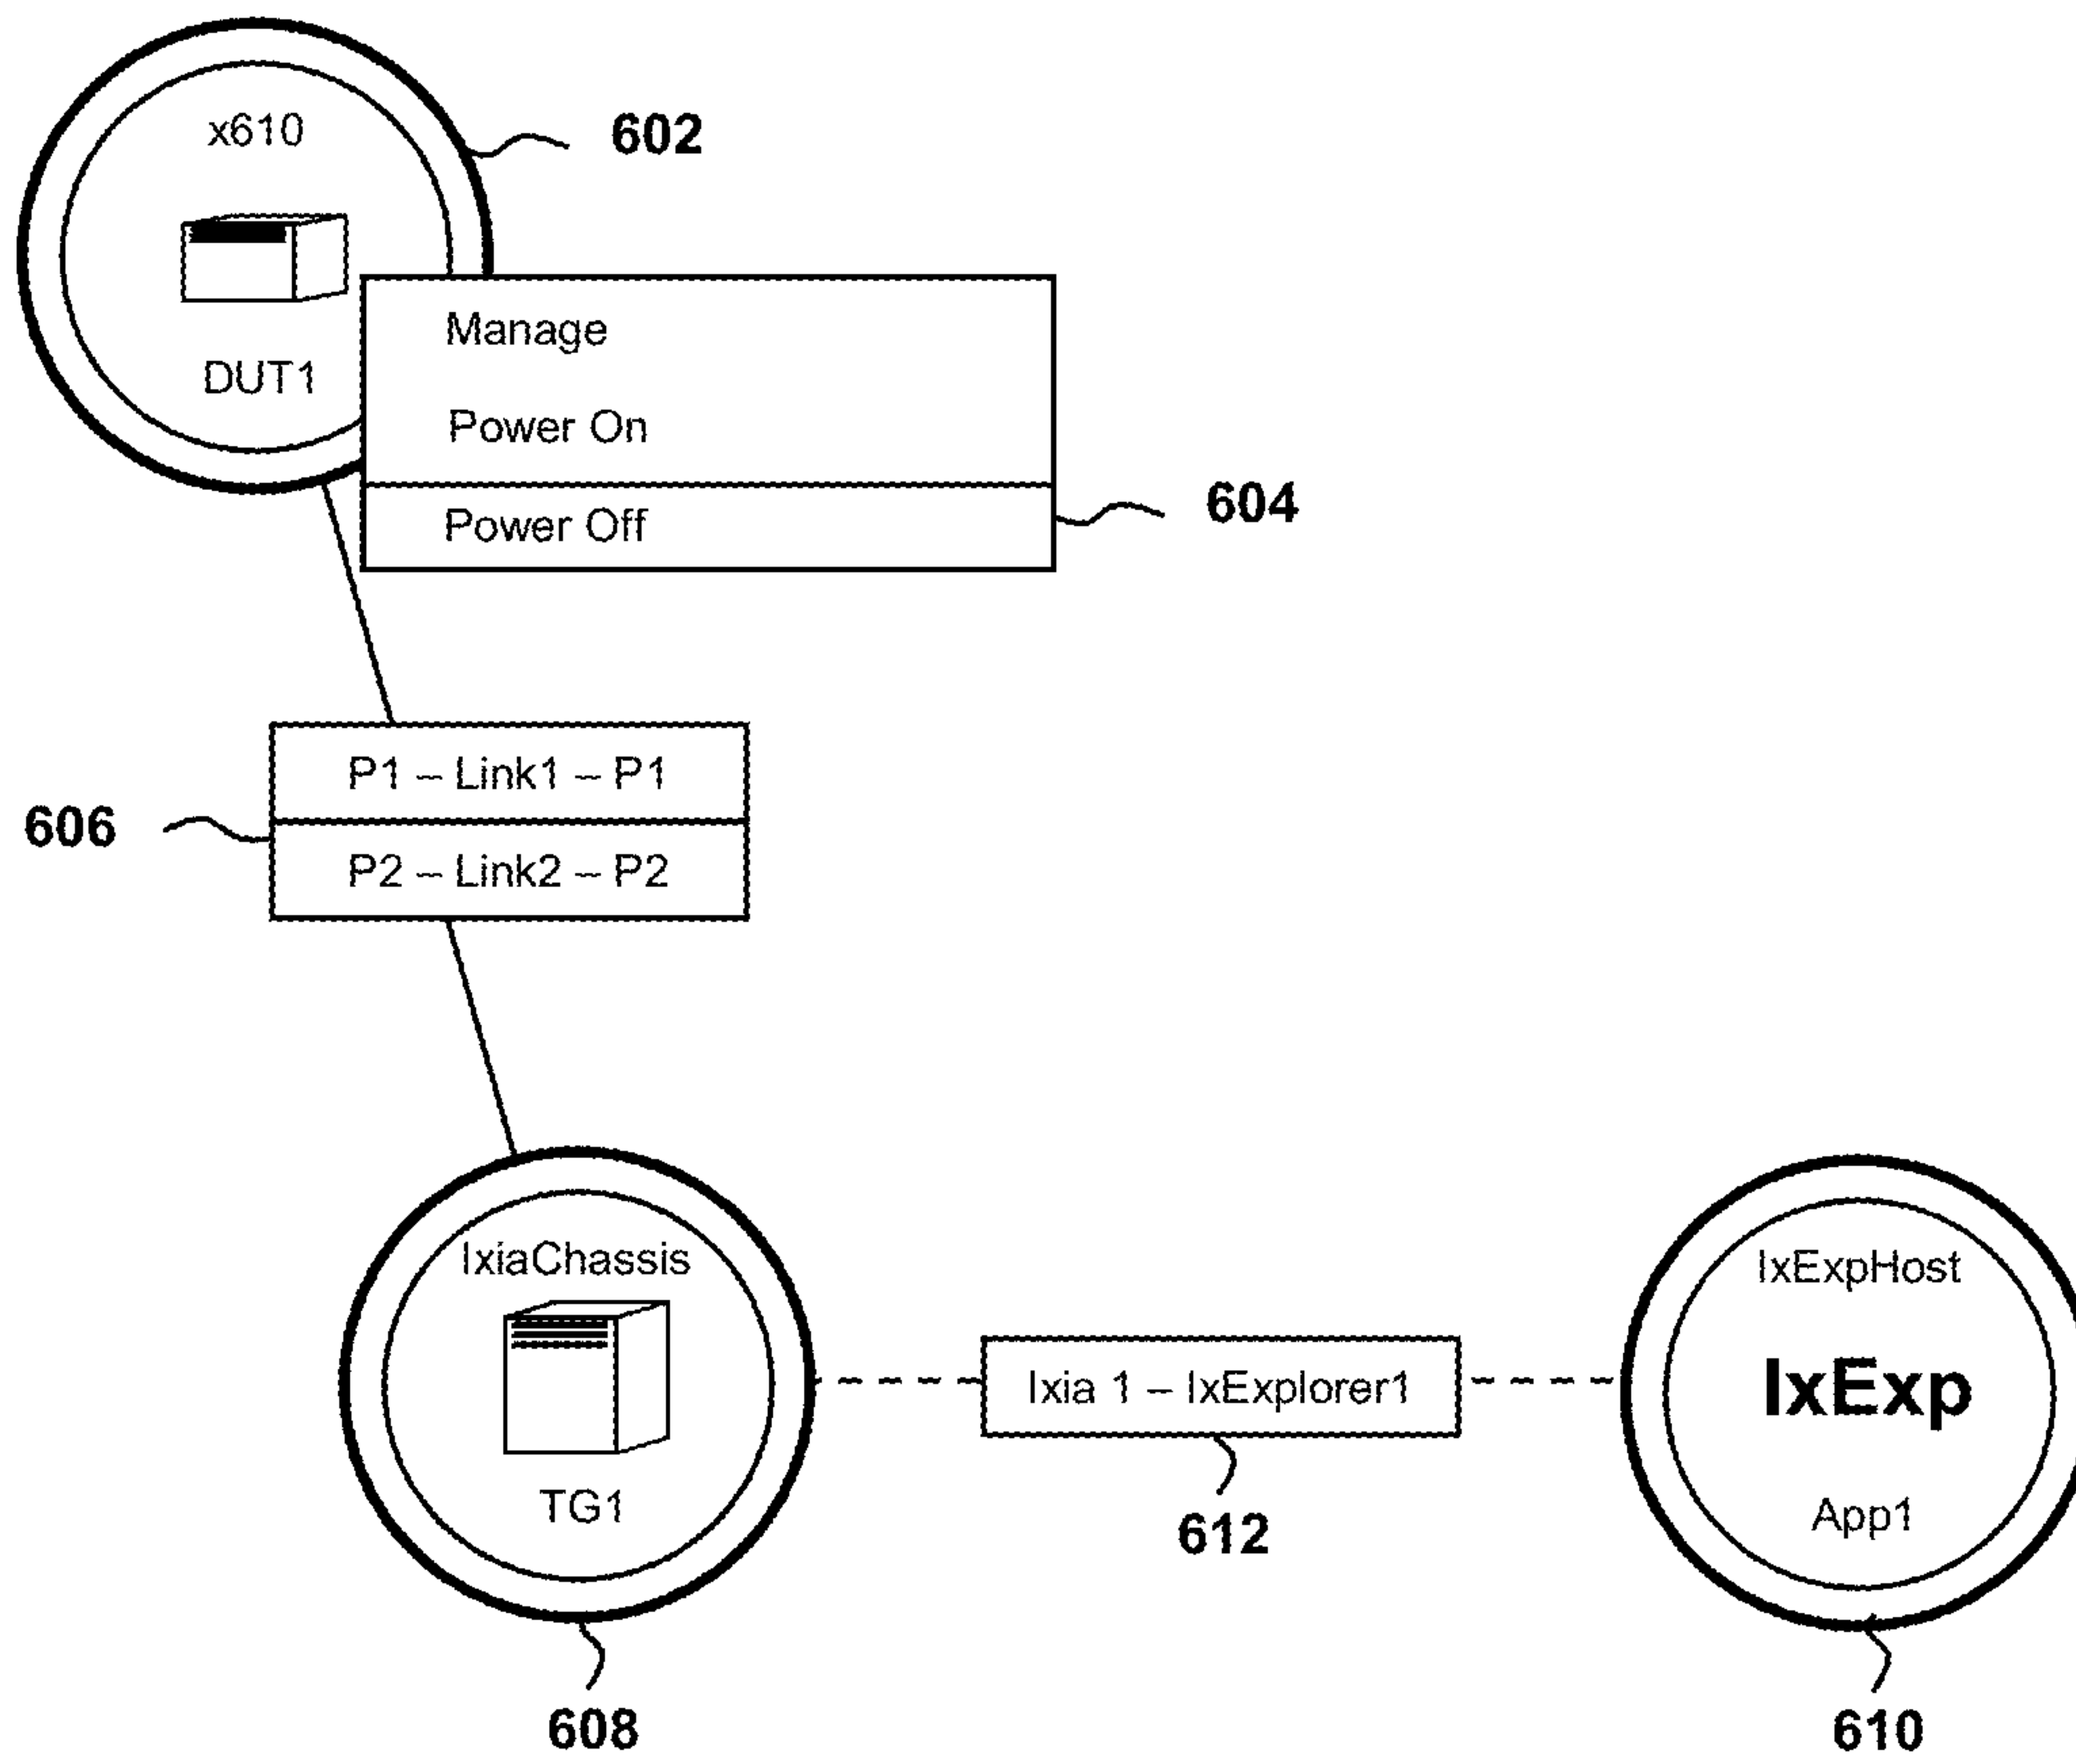 x610
602
DUT1
Manage
Power On
Power Off
604
P1 – Link1 – P1
606
P2 – Link2 – P2
IxiaChassis
TG1
608
Ixia 1 – IxExplorer1
612
IxExpHost
IxExp
App1
610